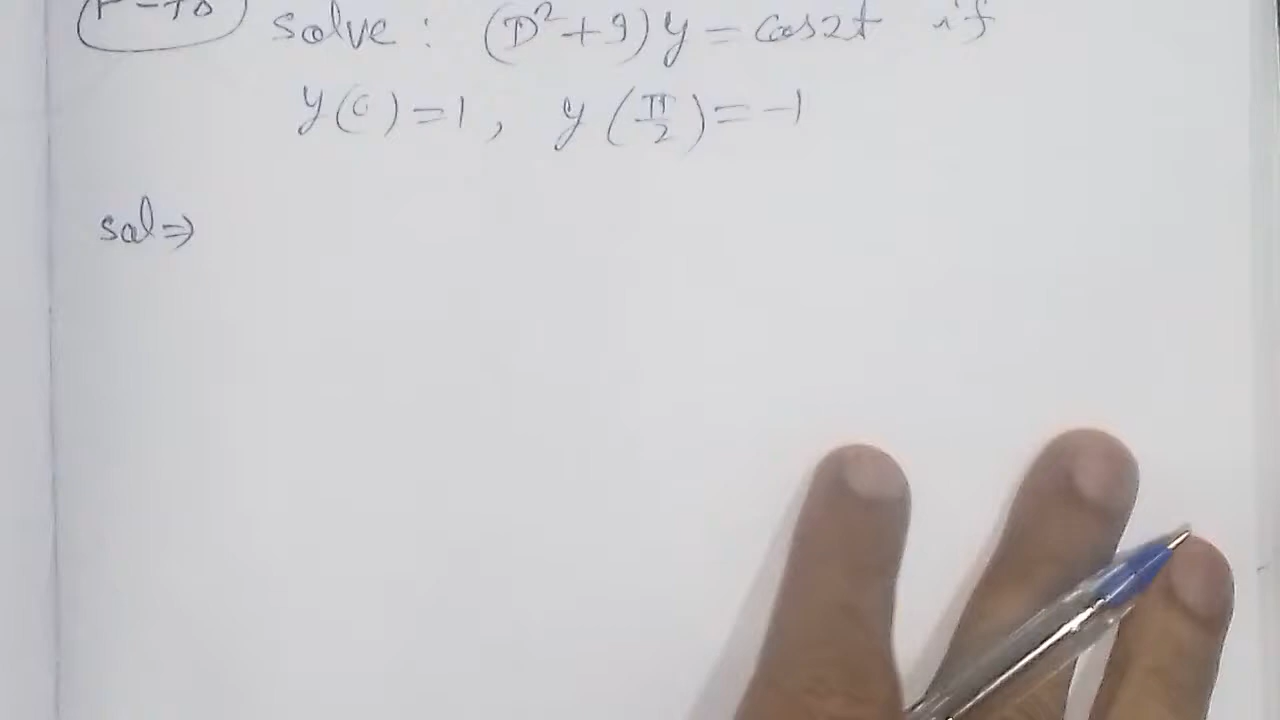 Solve : (D²+9)y = cos2t if
y(0)=1, y(π/2)=-1
sol⇒